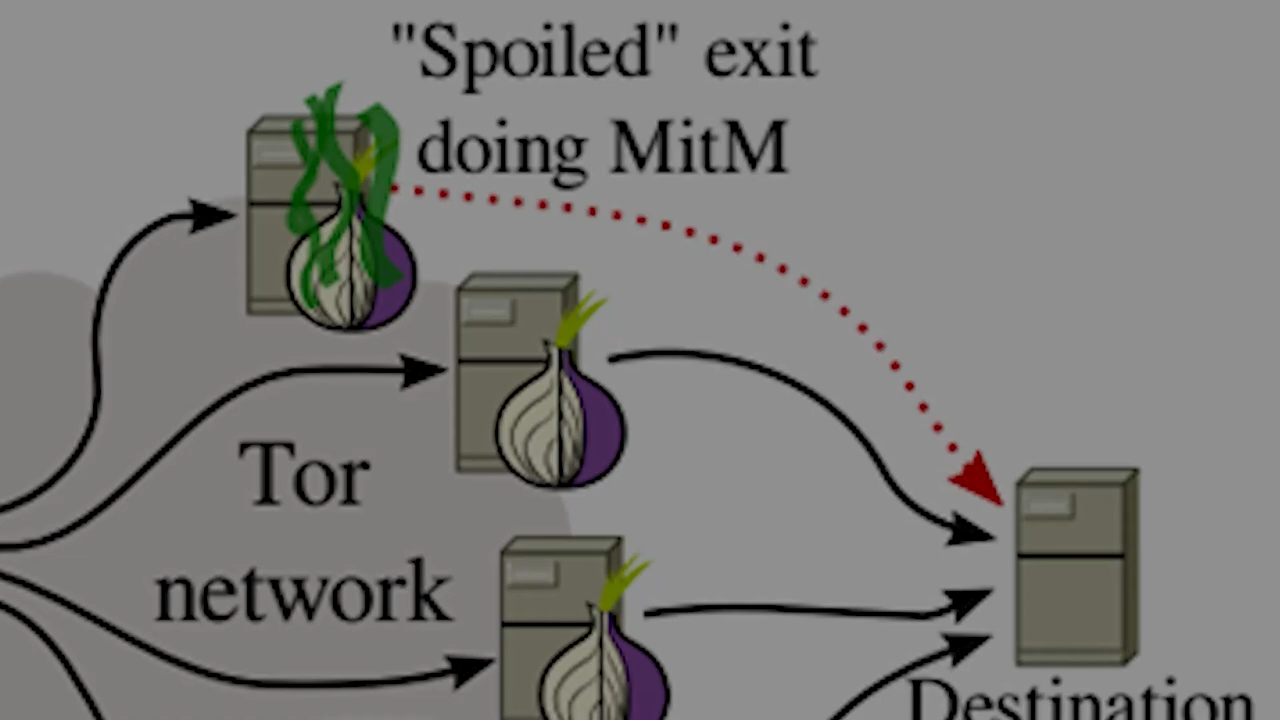 "Spoiled" exit
doing MitM
Tor
network
Destination